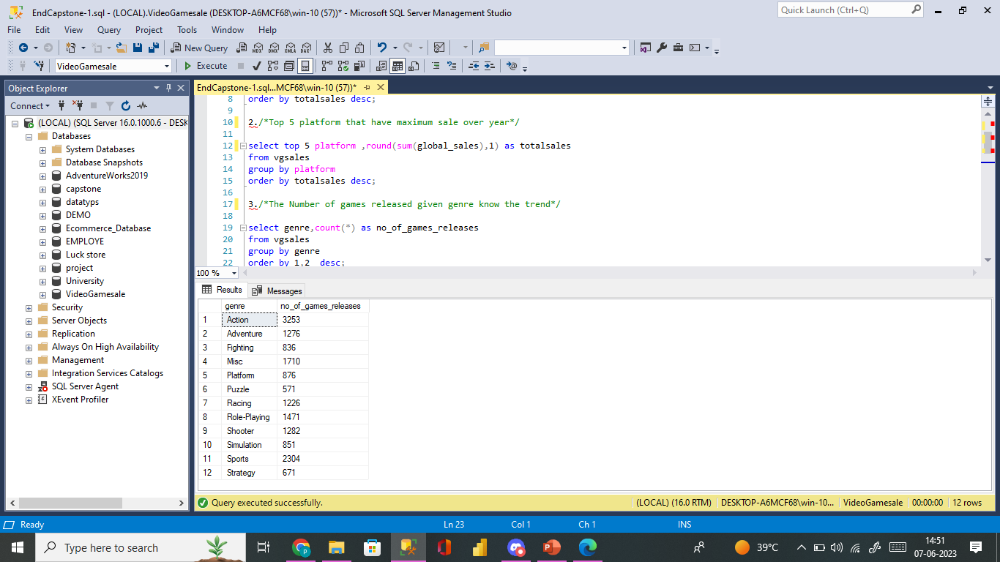 EndCapstone-1.sql - (LOCAL).VideoGamesale (DESKTOP-A6MCF68\win-10 (57))* - Microsoft SQL Server Management Studio
Quick Launch (Ctrl+Q)
File Edit View Query Project Tools Window Help
New Query MDX DMX XMLA DAX
VideoGamesale Execute
Object Explorer
Connect
(LOCAL) (SQL Server 16.0.1000.6 - DESK
Databases
System Databases
Database Snapshots
AdventureWorks2019
capstone
datatyps
DEMO
Ecommerce_Database
EMPLOYE
Luck store
project
University
VideoGamesale
Security
Server Objects
Replication
Always On High Availability
Management
Integration Services Catalogs
SQL Server Agent
XEvent Profiler
EndCapstone-1.sql...MCF68\win-10 (57))*
8 order by totalsales desc;
9
10 2./*Top 5 platform that have maximum sale over year*/
11
12 select top 5 platform ,round(sum(global_sales),1) as totalsales
13 from vgsales
14 group by platform
15 order by totalsales desc;
16
17 3./*The Number of games released given genre know the trend*/
18
19 select genre,count(*) as no_of_games_releases
20 from vgsales
21 group by genre
22 order by 1,2  desc;
100 %
Results Messages
genre no_of_games_releases
1 Action 3253
2 Adventure 1276
3 Fighting 836
4 Misc 1710
5 Platform 876
6 Puzzle 571
7 Racing 1226
8 Role-Playing 1471
9 Shooter 1282
10 Simulation 851
11 Sports 2304
12 Strategy 671
Query executed successfully. (LOCAL) (16.0 RTM) DESKTOP-A6MCF68\win-10... VideoGamesale 00:00:00 12 rows
Ready Ln 23 Col 1 Ch 1 INS
Type here to search
39°C
14:51
07-06-2023